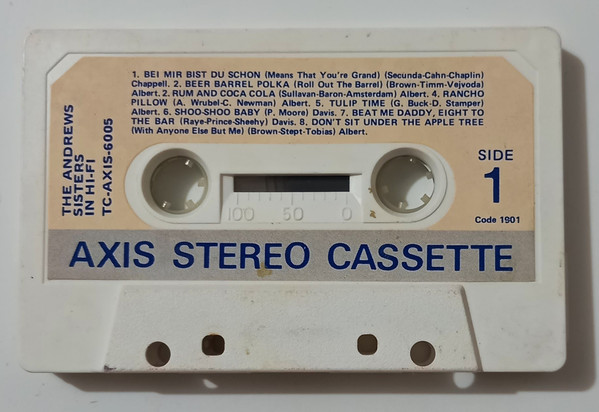 1. BEI MIR BIST DU SCHON (Means That You're Grand) (Secunda-Cahn-Chaplin)
Chappell. 2. BEER BARREL POLKA (Roll Out The Barrel) (Brown-Timm-Vejvoda)
Albert. 3. RUM AND COCA COLA (Sullavan-Baron-Amsterdam) Albert. 4. RANCHO
PILLOW (A. Wrubel-C. Newman) Albert. 5. TULIP TIME (G. Buck-D. Stamper)
Albert. 6. SHOO-SHOO BABY (P. Moore) Davis. 7. BEAT ME DADDY, EIGHT TO
THE BAR (Raye-Prince-Sheehy) Davis. 8. DON'T SIT UNDER THE APPLE TREE
(With Anyone Else But Me) (Brown-Stept-Tobias) Albert.
THE ANDREWS
SISTERS
IN HI-FI
TC-AXIS-6005
SIDE
1
Code 1901
100 50 0
AXIS STEREO CASSETTE